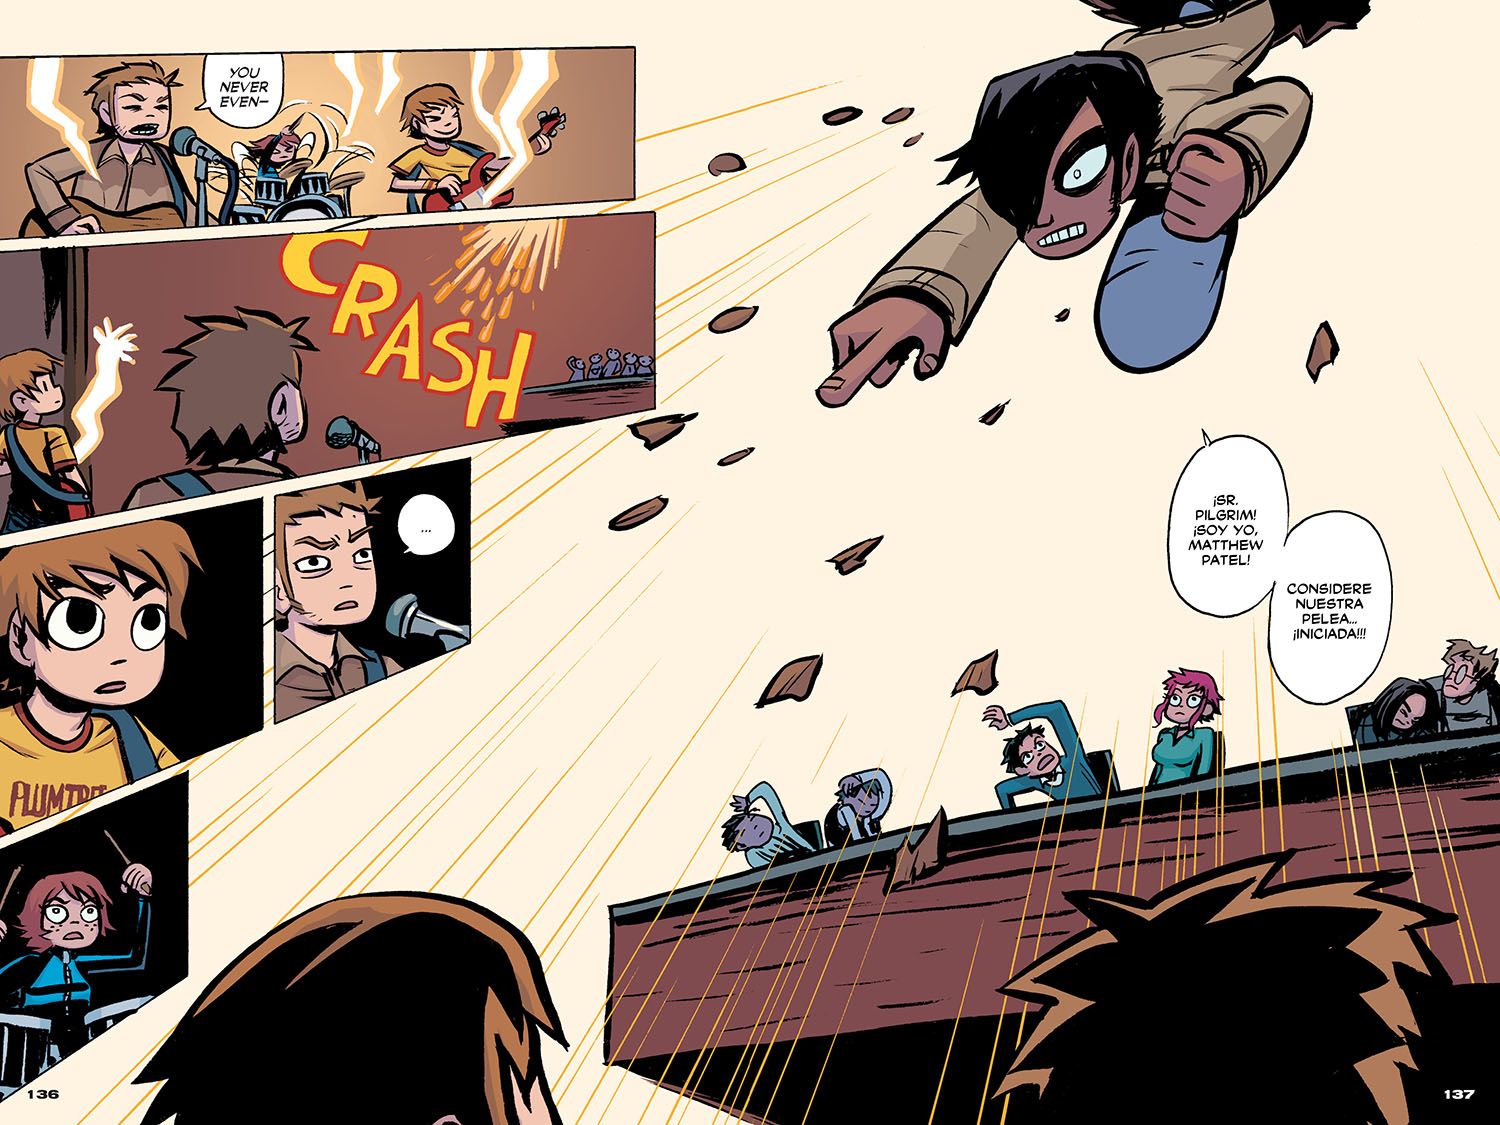 YOU
NEVER
EVEN–
CRASH
...
PLUMTREE
136
¡SR.
PILGRIM!
¡SOY YO,
MATTHEW
PATEL!
CONSIDERE
NUESTRA
PELEA...
¡INICIADA!!!
137